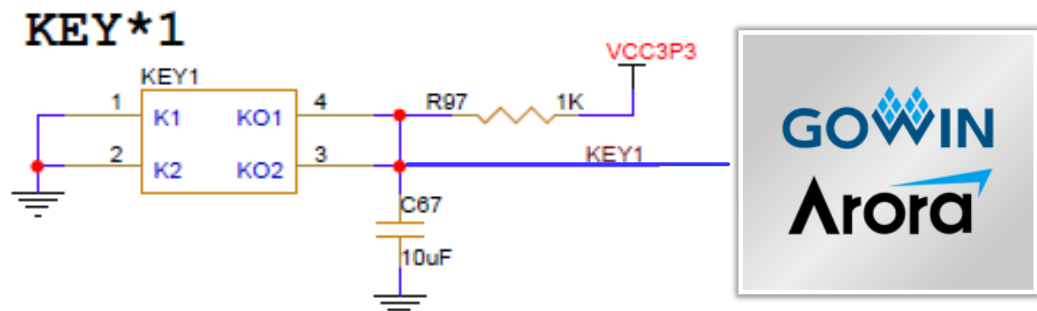 KEY*1
VCC3P3
KEY1
1 K1 KO1 4 R97 1K
2 K2 KO2 3 KEY1
C67
10uF
GOWIN
Arora